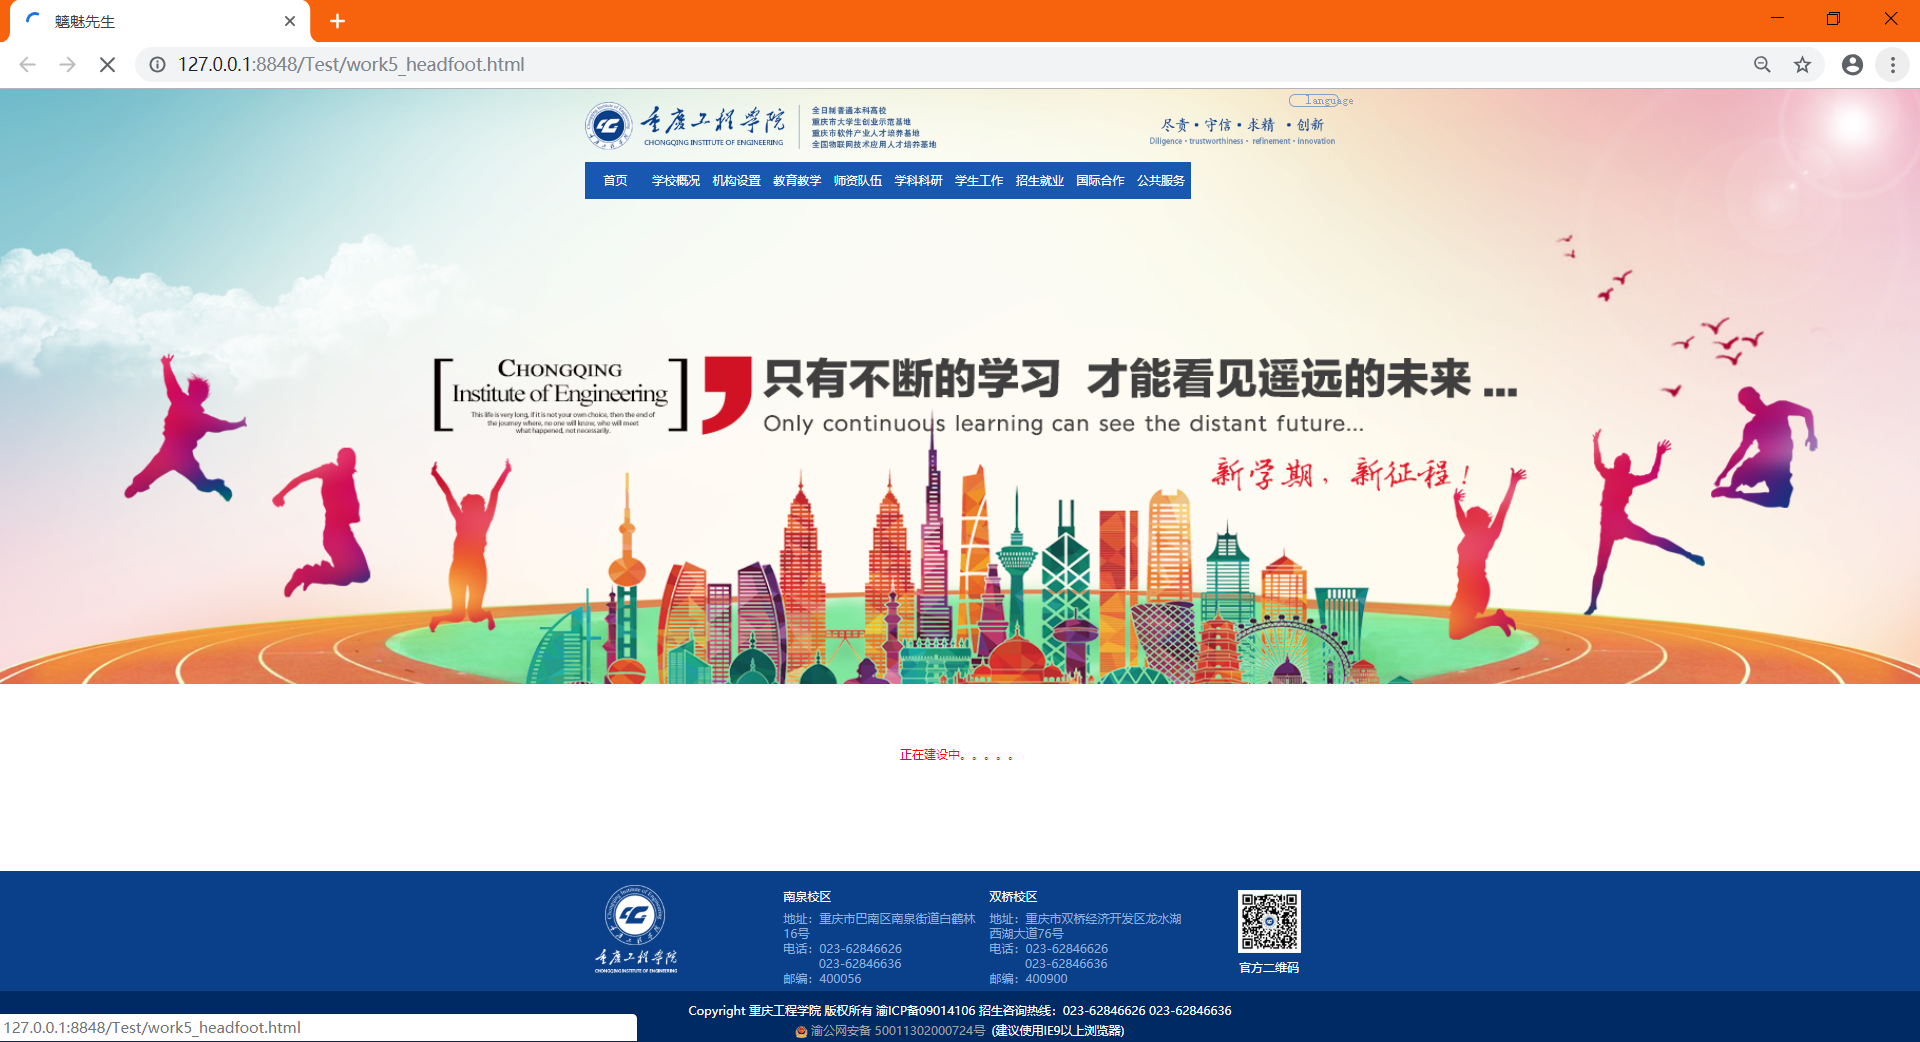 魑魅先生
127.0.0.1:8848/Test/work5_headfoot.html
language
重庆工程学院
CHONGQING INSTITUTE OF ENGINEERING
全日制普通本科高校
重庆市大学生创业示范基地
重庆市软件产业人才培养基地
全国物联网技术应用人才培养基地
尽责·守信·求精 ·创新
Diligence·trustworthiness· refinement·innovation
首页 学校概况 机构设置 教育教学 师资队伍 学科科研 学生工作 招生就业 国际合作 公共服务
CHONGQING
Institute of Engineering
This life is very long, if it is not your own choice, then the end of
the journey where, no one will know, who will meet
what happened, not necessarily.
只有不断的学习 才能看见遥远的未来 ...
Only continuous learning can see the distant future...
新学期，新征程！
正在建设中。。。。。
重庆工程学院
CHONGQING INSTITUTE OF ENGINEERING
南泉校区
地址：重庆市巴南区南泉街道白鹤林
16号
电话：023-62846626
023-62846636
邮编：400056
双桥校区
地址：重庆市双桥经济开发区龙水湖
西湖大道76号
电话：023-62846626
023-62846636
邮编：400900
官方二维码
Copyright 重庆工程学院 版权所有 渝ICP备09014106 招生咨询热线：023-62846626 023-62846636
渝公网安备 50011302000724号 (建议使用IE9以上浏览器)
127.0.0.1:8848/Test/work5_headfoot.html